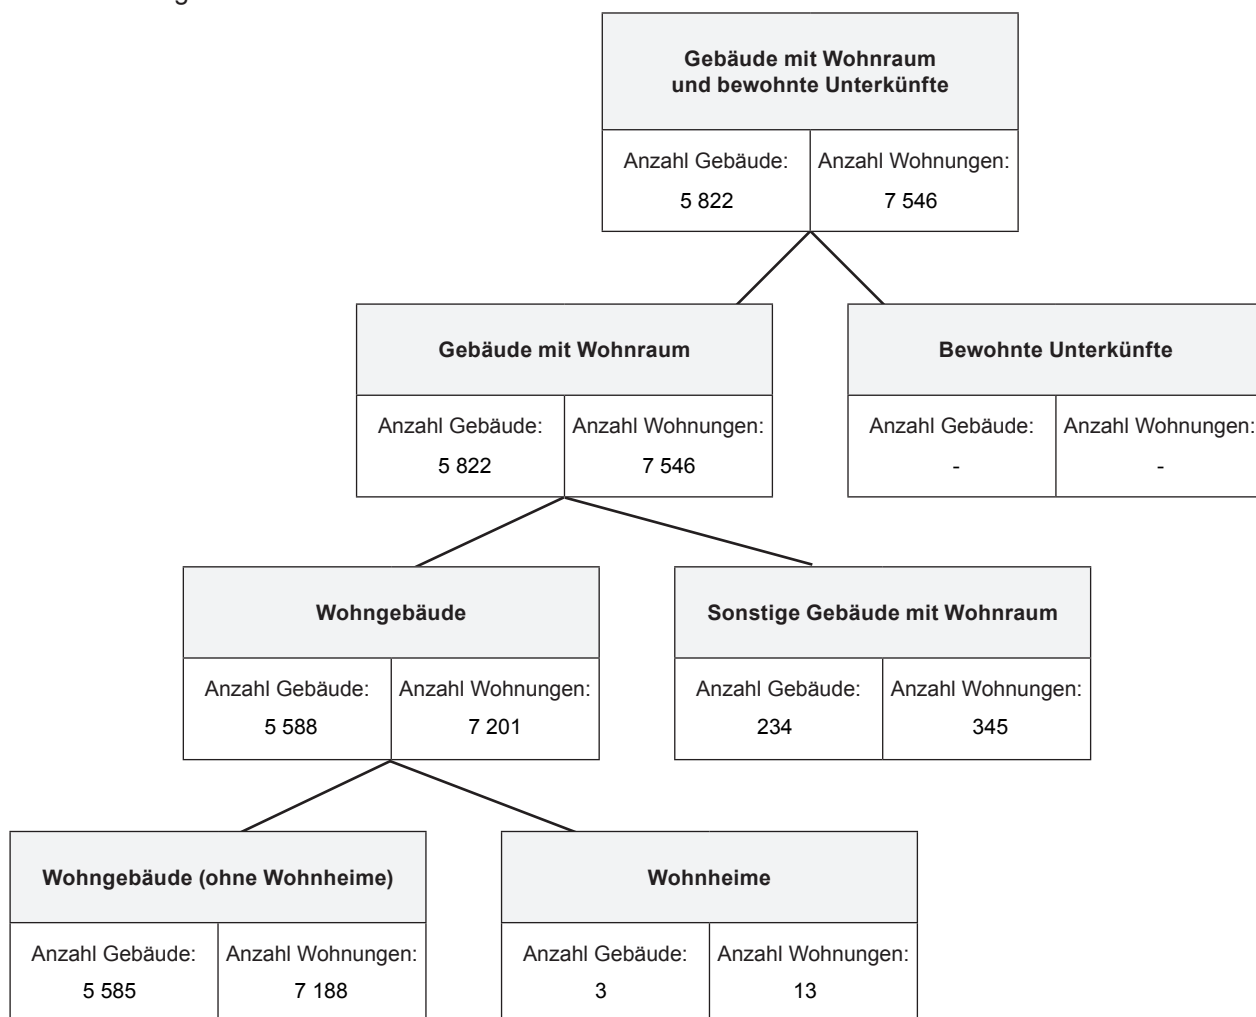 Gebäude mit Wohnraum
und bewohnte Unterkünfte
Anzahl Gebäude: Anzahl Wohnungen:
5 822 7 546
Gebäude mit Wohnraum
Anzahl Gebäude: Anzahl Wohnungen:
5 822 7 546
Bewohnte Unterkünfte
Anzahl Gebäude: Anzahl Wohnungen:
- -
Wohngebäude
Anzahl Gebäude: Anzahl Wohnungen:
5 588 7 201
Sonstige Gebäude mit Wohnraum
Anzahl Gebäude: Anzahl Wohnungen:
234 345
Wohngebäude (ohne Wohnheime)
Anzahl Gebäude: Anzahl Wohnungen:
5 585 7 188
Wohnheime
Anzahl Gebäude: Anzahl Wohnungen:
3 13